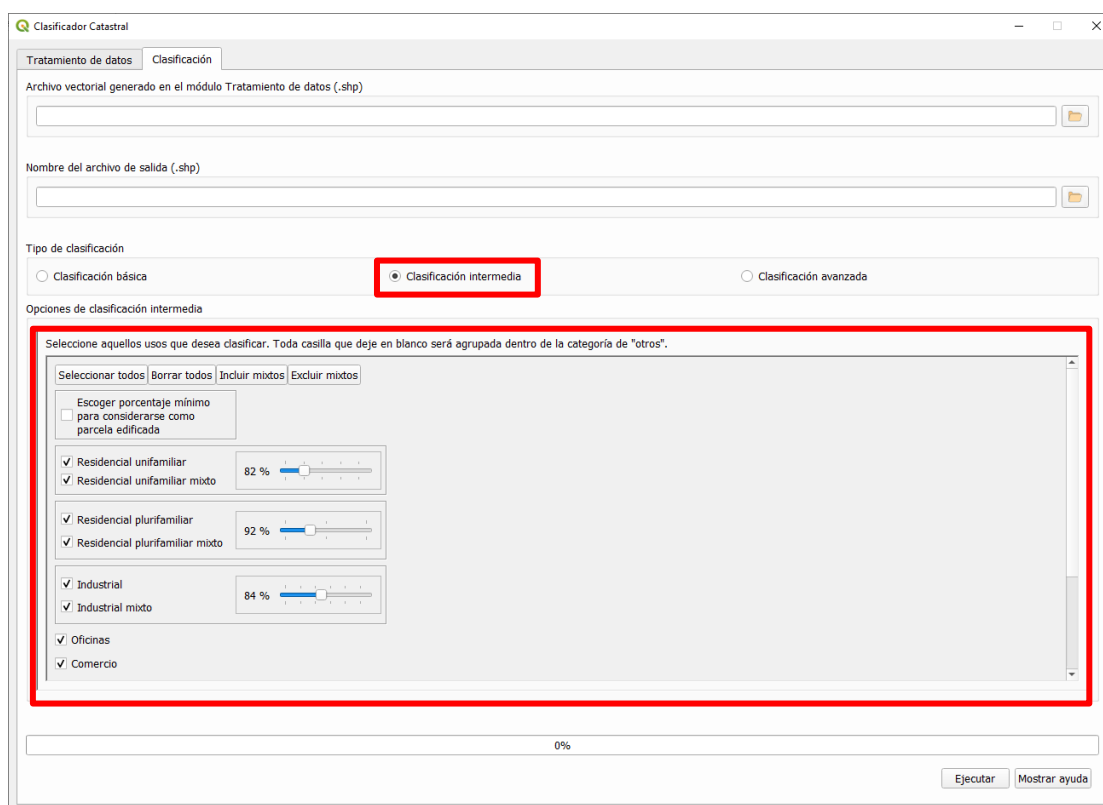 Clasificador Catastral
Tratamiento de datos Clasificación
Archivo vectorial generado en el módulo Tratamiento de datos (.shp)
Nombre del archivo de salida (.shp)
Tipo de clasificación
Clasificación básica Clasificación intermedia Clasificación avanzada
Opciones de clasificación intermedia
Seleccione aquellos usos que desea clasificar. Toda casilla que deje en blanco será agrupada dentro de la categoría de "otros".
Seleccionar todos Borrar todos Incluir mixtos Excluir mixtos
Escoger porcentaje mínimo
para considerarse como
parcela edificada
Residencial unifamiliar
82 %
Residencial unifamiliar mixto
Residencial plurifamiliar
92 %
Residencial plurifamiliar mixto
Industrial
84 %
Industrial mixto
Oficinas
Comercio
0%
Ejecutar Mostrar ayuda